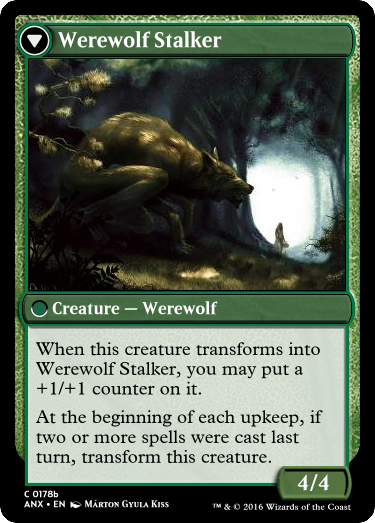 Werewolf Stalker
Creature — Werewolf
When this creature transforms into
Werewolf Stalker, you may put a
+1/+1 counter on it.
At the beginning of each upkeep, if
two or more spells were cast last
turn, transform this creature.
4/4
C 0178b
ANX • EN Márton Gyula Kiss
™ & © 2016 Wizards of the Coast